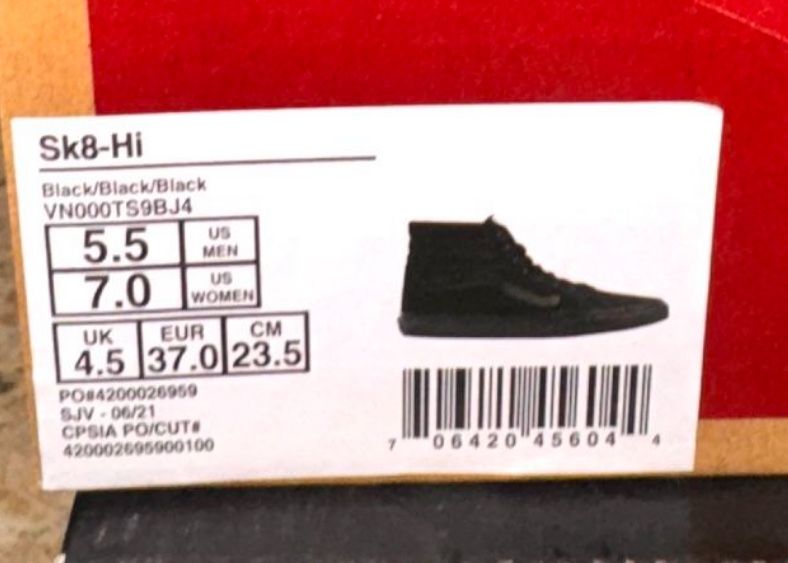 Sk8-Hi
Black/Black/Black
VN000TS9BJ4
5.5 US MEN
7.0 US WOMEN
UK 4.5 EUR 37.0 CM 23.5
PO#4200026959
SJV - 06/21
CPSIA PO/CUT#
420002695900100
7 06420 45604 4